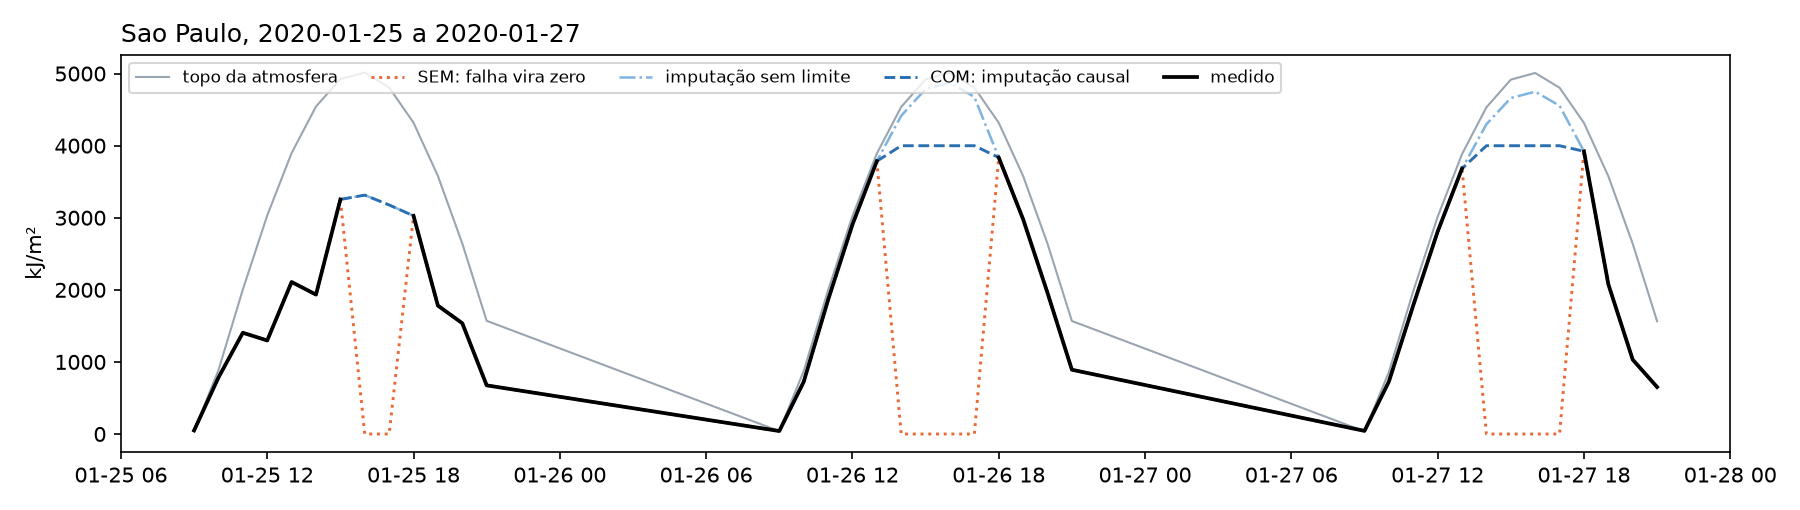 Sao Paulo, 2020-01-25 a 2020-01-27
topo da atmosfera
SEM: falha vira zero
imputação sem limite
COM: imputação causal
medido
kJ/m²
5000
4000
3000
2000
1000
0
01-25 06
01-25 12
01-25 18
01-26 00
01-26 06
01-26 12
01-26 18
01-27 00
01-27 06
01-27 12
01-27 18
01-28 00